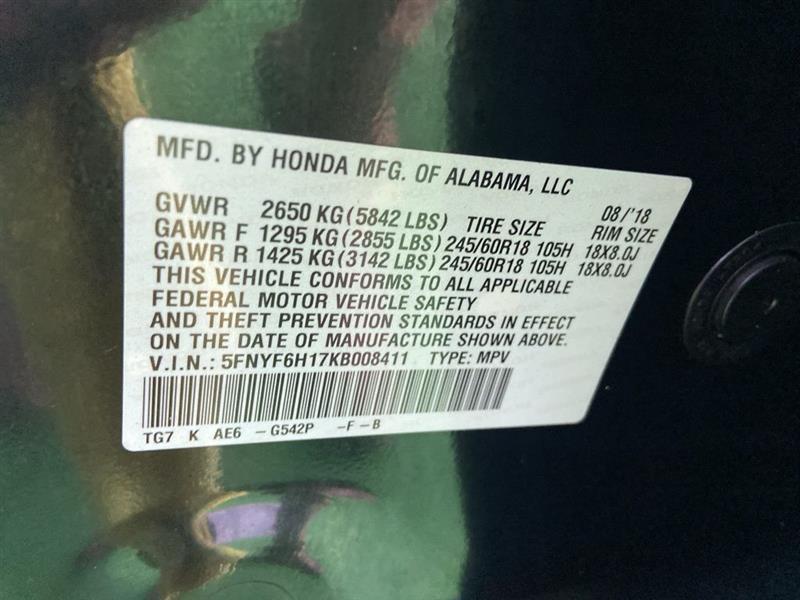 MFD. BY HONDA MFG. OF ALABAMA, LLC
GVWR 2650 KG (5842 LBS) TIRE SIZE 08/'18 RIM SIZE
GAWR F 1295 KG (2855 LBS) 245/60R18 105H 18X8.0J
GAWR R 1425 KG (3142 LBS) 245/60R18 105H 18X8.0J
THIS VEHICLE CONFORMS TO ALL APPLICABLE
FEDERAL MOTOR VEHICLE SAFETY
AND THEFT PREVENTION STANDARDS IN EFFECT
ON THE DATE OF MANUFACTURE SHOWN ABOVE.
V.I.N.: 5FNYF6H17KB008411 TYPE: MPV
TG7 K AE6 -G542P -F-B